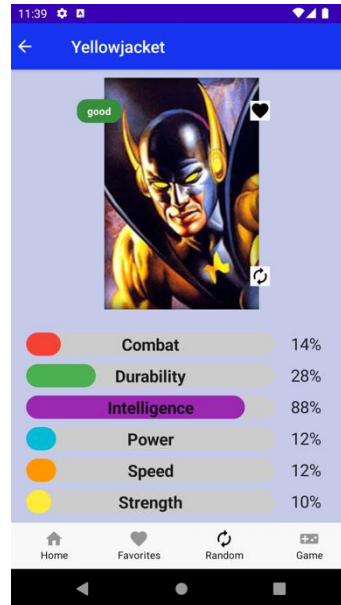 11:39
Yellowjacket
good
Combat 14%
Durability 28%
Intelligence 88%
Power 12%
Speed 12%
Strength 10%
Home Favorites Random Game